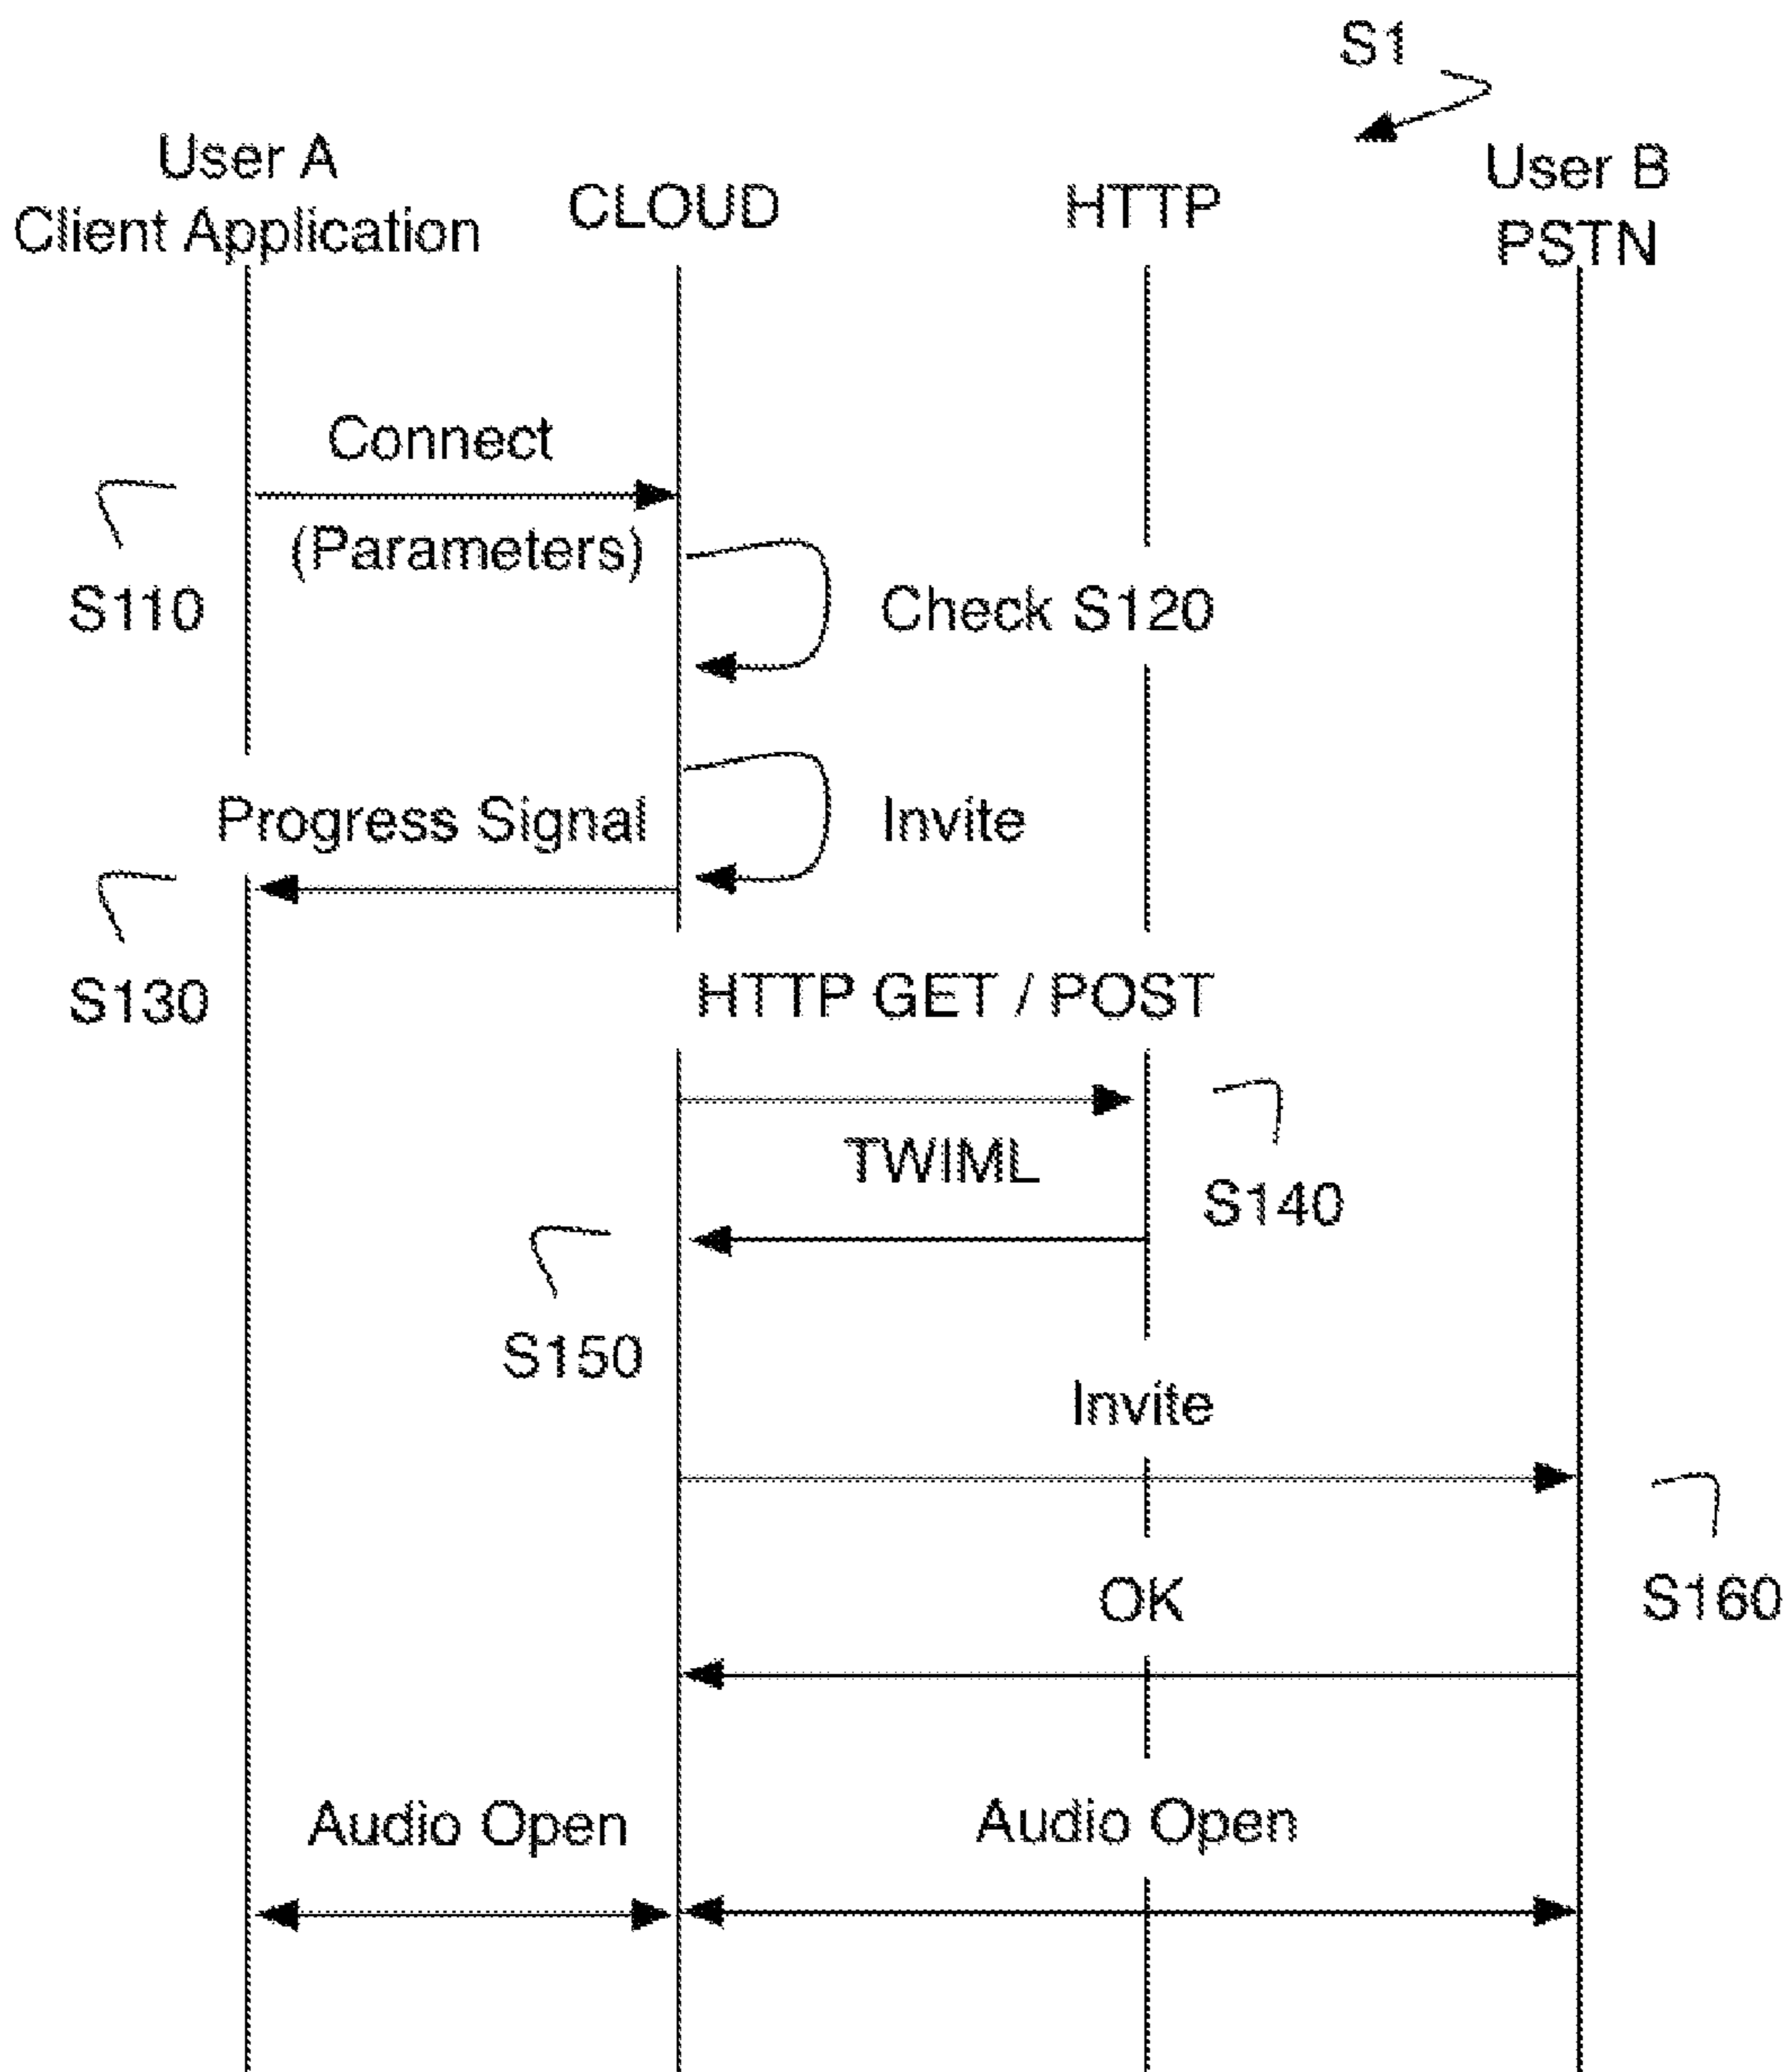 S1
User A
Client Application
CLOUD
HTTP
User B
PSTN
Connect
(Parameters)
S110
Check S120
Progress Signal
Invite
S130
HTTP GET / POST
TWIML
S140
S150
Invite
OK
S160
Audio Open
Audio Open